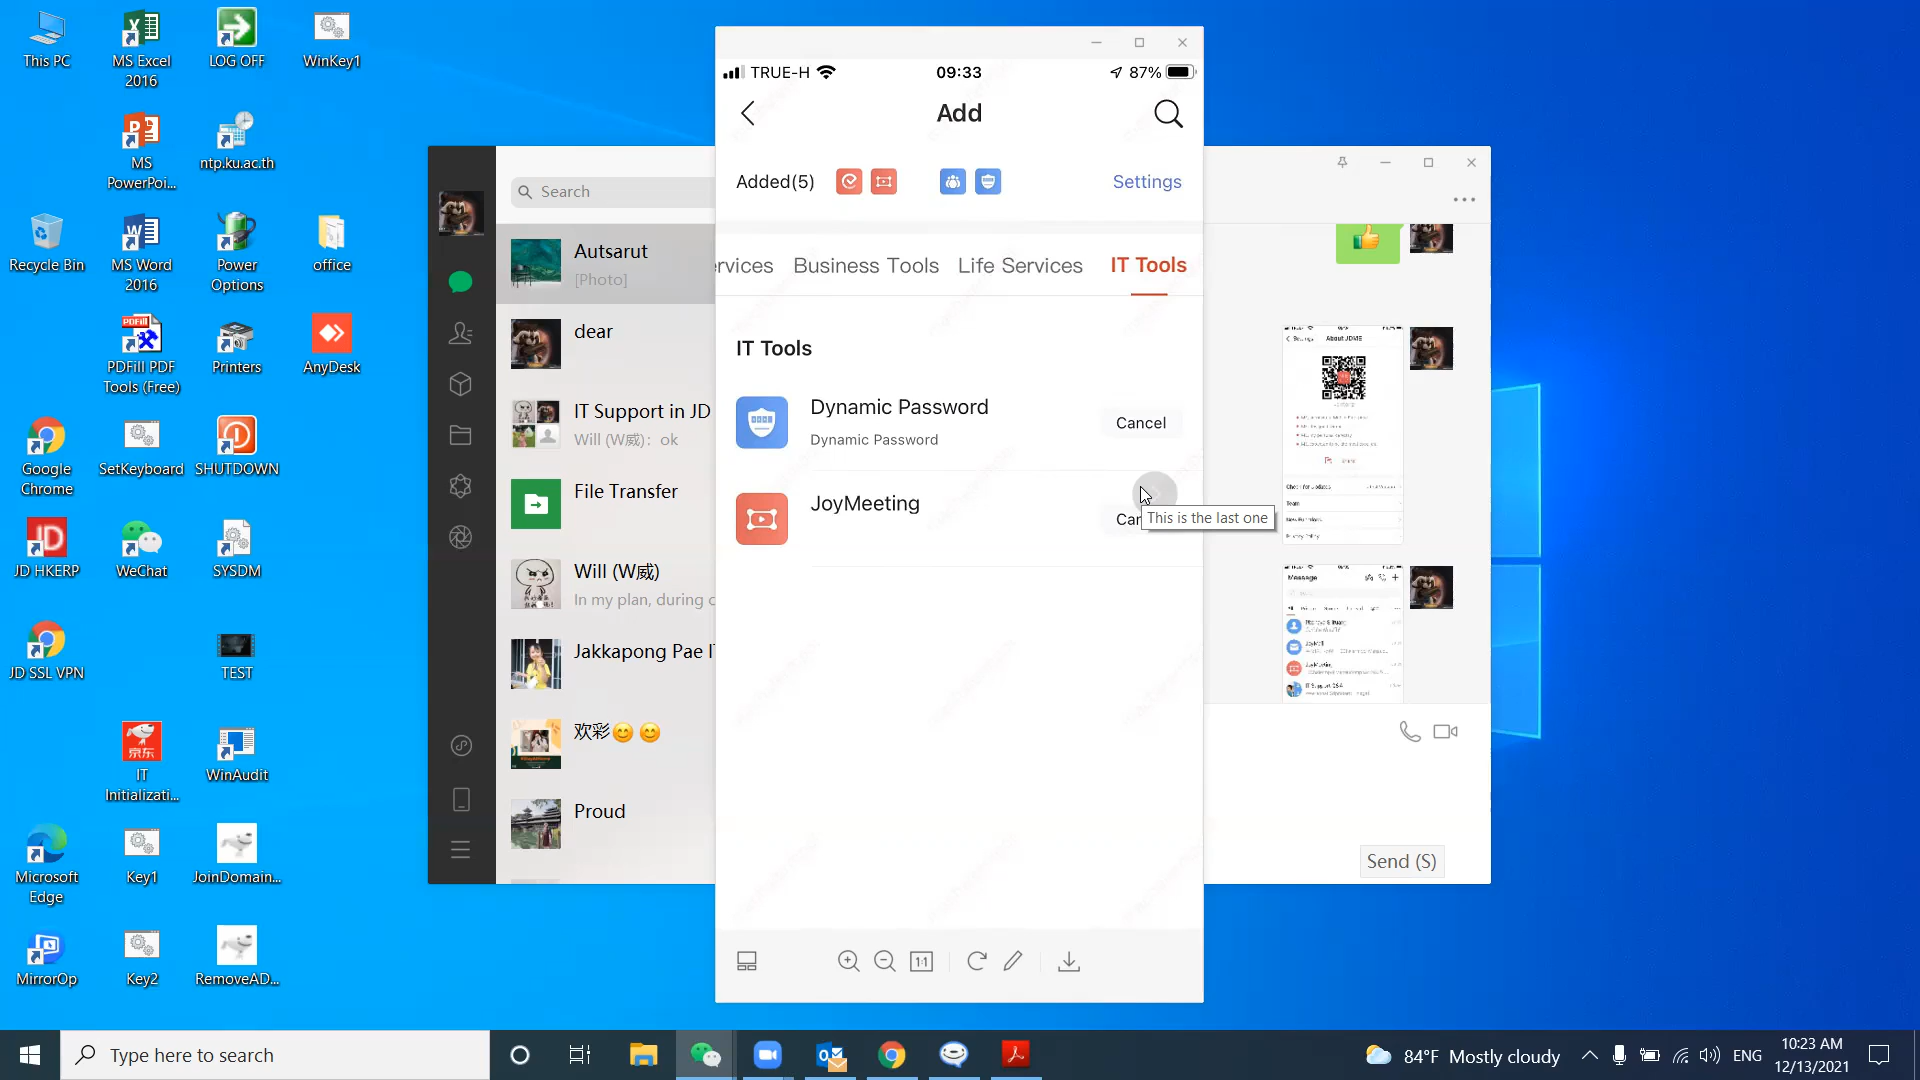 This PC
MS Excel
2016
LOG OFF
WinKey1
MS
PowerPoi...
ntp.ku.ac.th
Recycle Bin
MS Word
2016
Power
Options
office
PDFill PDF
Tools (Free)
Printers
AnyDesk
Google
Chrome
SetKeyboard
SHUTDOWN
JD HKERP
WeChat
SYSDM
JD SSL VPN
TEST
IT
Initializati...
WinAudit
Microsoft
Edge
Key1
JoinDomain...
MirrorOp
Key2
RemoveAD...
Search
Autsarut
[Photo]
dear
IT Support in JD
Will (W威): ok
File Transfer
Will (W威)
In my plan, during c
Jakkapong Pae I
欢彩😊 😊
Proud
TRUE-H
09:33
87%
Add
Added(5)
Settings
rvices
Business Tools
Life Services
IT Tools
IT Tools
Dynamic Password
Dynamic Password
Cancel
JoyMeeting
Can
This is the last one
1:1
About JDME
Message
Send (S)
Type here to search
84°F Mostly cloudy
ENG
10:23 AM
12/13/2021